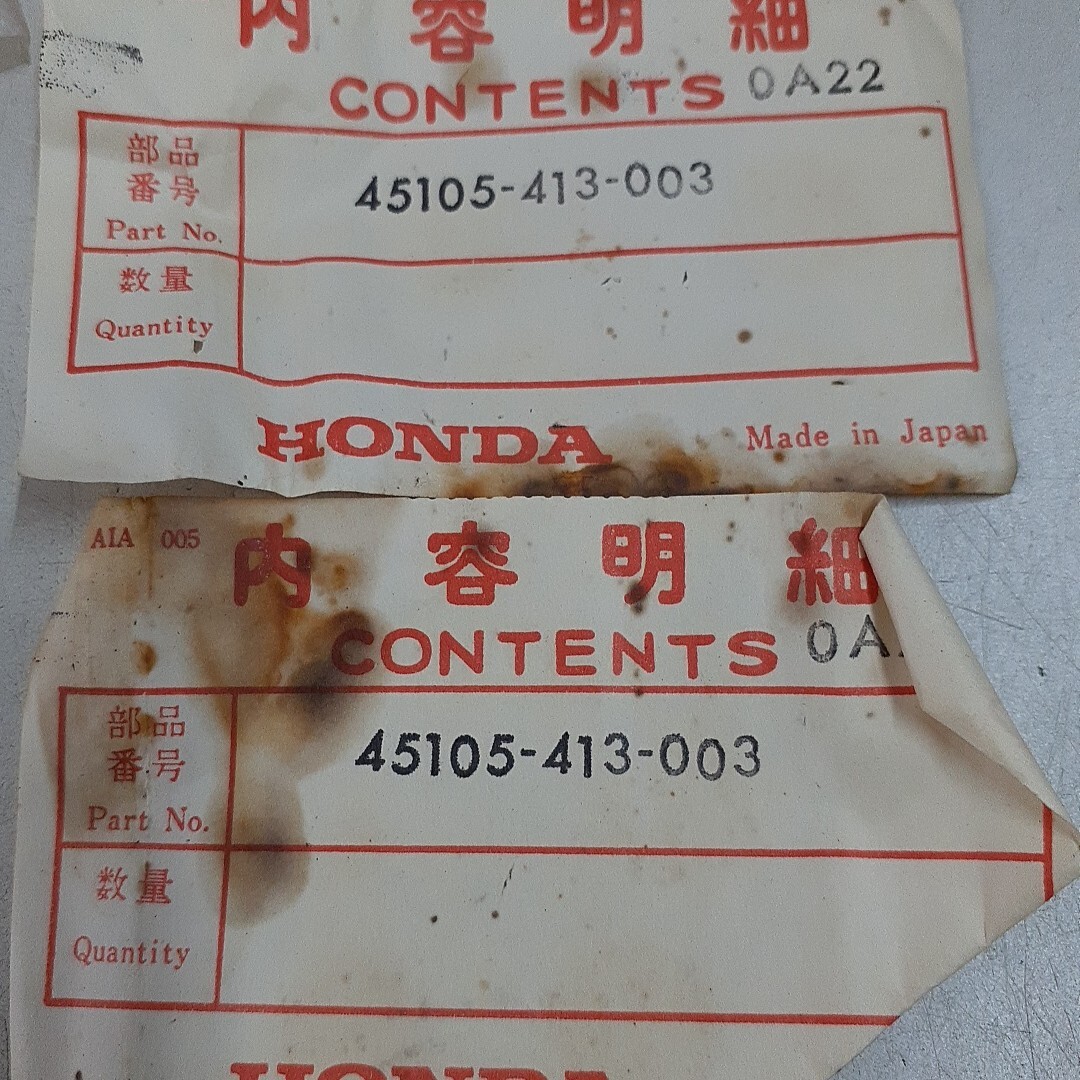 内容明細
CONTENTS 0A22
部品
番号
Part No.
45105-413-003
数量
Quantity
HONDA
Made in Japan
AIA 005
内容明細
CONTENTS 0A
部品
番号
Part No.
45105-413-003
数量
Quantity
HONDA